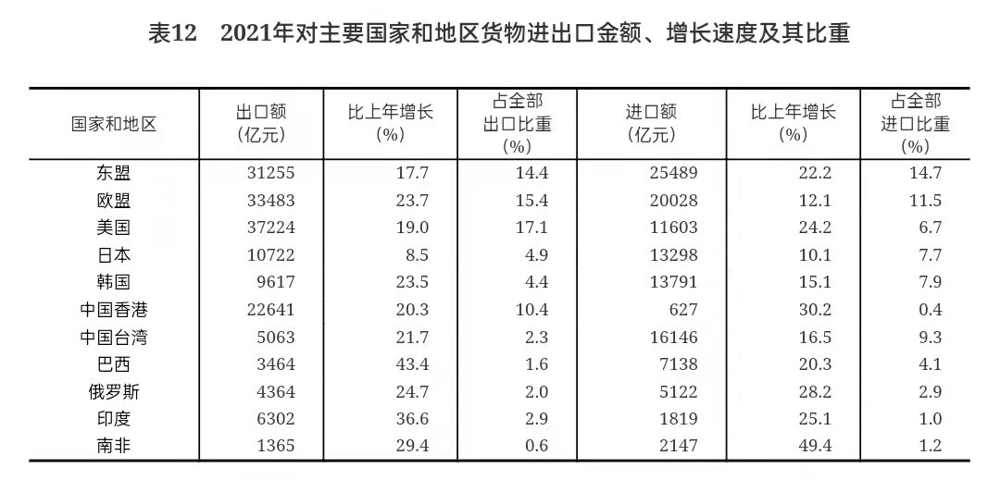 表12　2021年对主要国家和地区货物进出口金额、增长速度及其比重
国家和地区 出口额（亿元） 比上年增长（%） 占全部出口比重（%） 进口额（亿元） 比上年增长（%） 占全部进口比重（%）
东盟 31255 17.7 14.4 25489 22.2 14.7
欧盟 33483 23.7 15.4 20028 12.1 11.5
美国 37224 19.0 17.1 11603 24.2 6.7
日本 10722 8.5 4.9 13298 10.1 7.7
韩国 9617 23.5 4.4 13791 15.1 7.9
中国香港 22641 20.3 10.4 627 30.2 0.4
中国台湾 5063 21.7 2.3 16146 16.5 9.3
巴西 3464 43.4 1.6 7138 20.3 4.1
俄罗斯 4364 24.7 2.0 5122 28.2 2.9
印度 6302 36.6 2.9 1819 25.1 1.0
南非 1365 29.4 0.6 2147 49.4 1.2